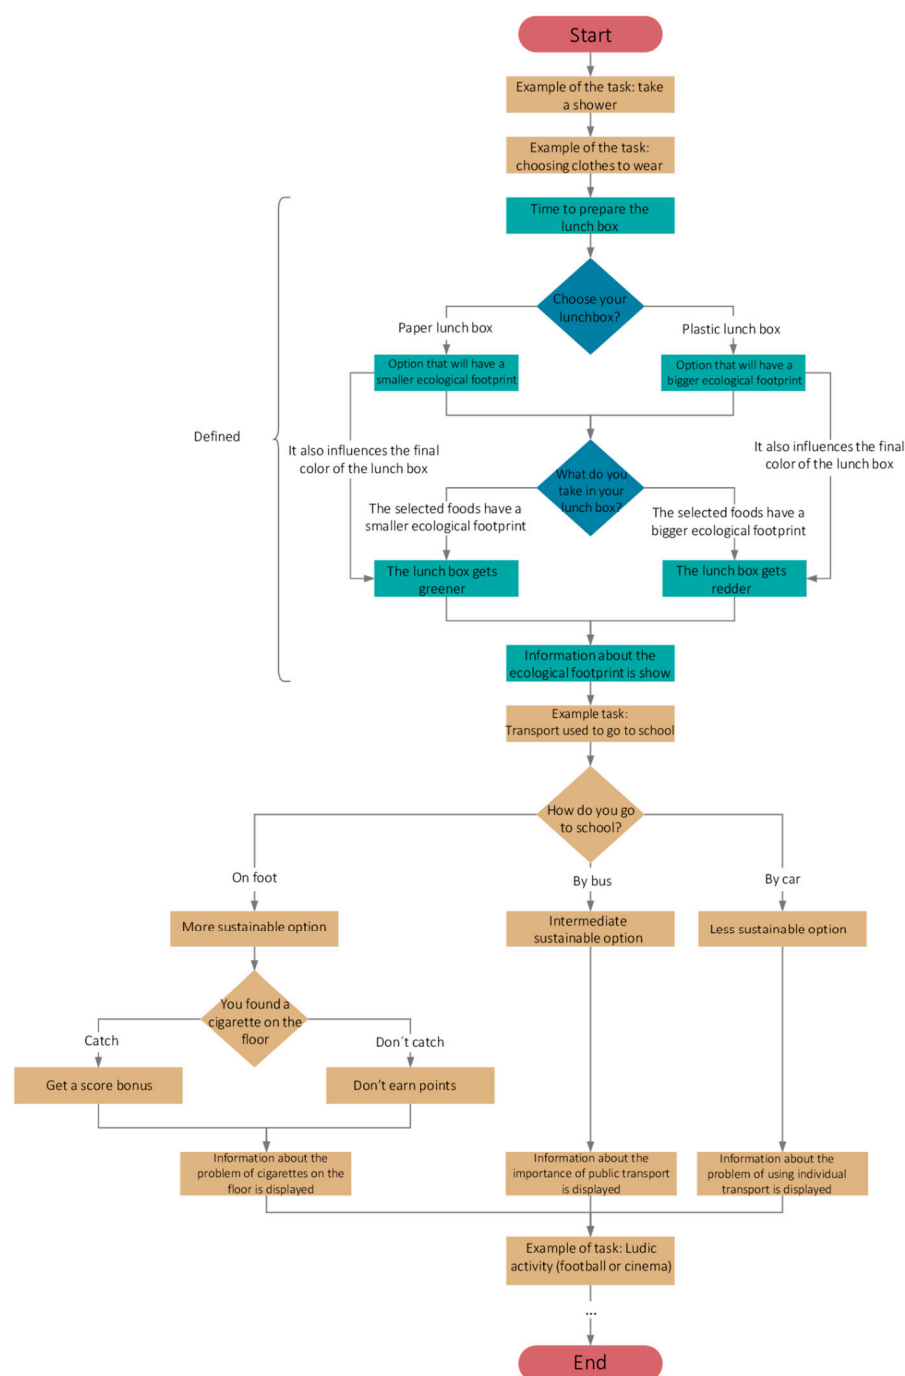 Start
Example of the task: take
a shower
Example of the task:
choosing clothes to wear
Time to prepare the
lunch box
Choose your
lunchbox?
Paper lunch box
Plastic lunch box
Option that will have a
smaller ecological footprint
Option that will have a
bigger ecological footprint
Defined
It also influences the final
color of the lunch box
It also influences the final
color of the lunch box
What do you
take in your
lunch box?
The selected foods have a
smaller ecological footprint
The selected foods have a
bigger ecological footprint
The lunch box gets
greener
The lunch box gets
redder
Information about the
ecological footprint is show
Example task:
Transport used to go to school
How do you go
to school?
On foot
By bus
By car
More sustainable option
Intermediate
sustainable option
Less sustainable option
You found a
cigarette on the
floor
Catch
Don´t catch
Get a score bonus
Don't earn points
Information about the
problem of cigarettes on the
floor is displayed
Information about the
importance of public transport
is displayed
Information about the
problem of using individual
transport is displayed
Example of task: Ludic
activity (football or cinema)
...
End